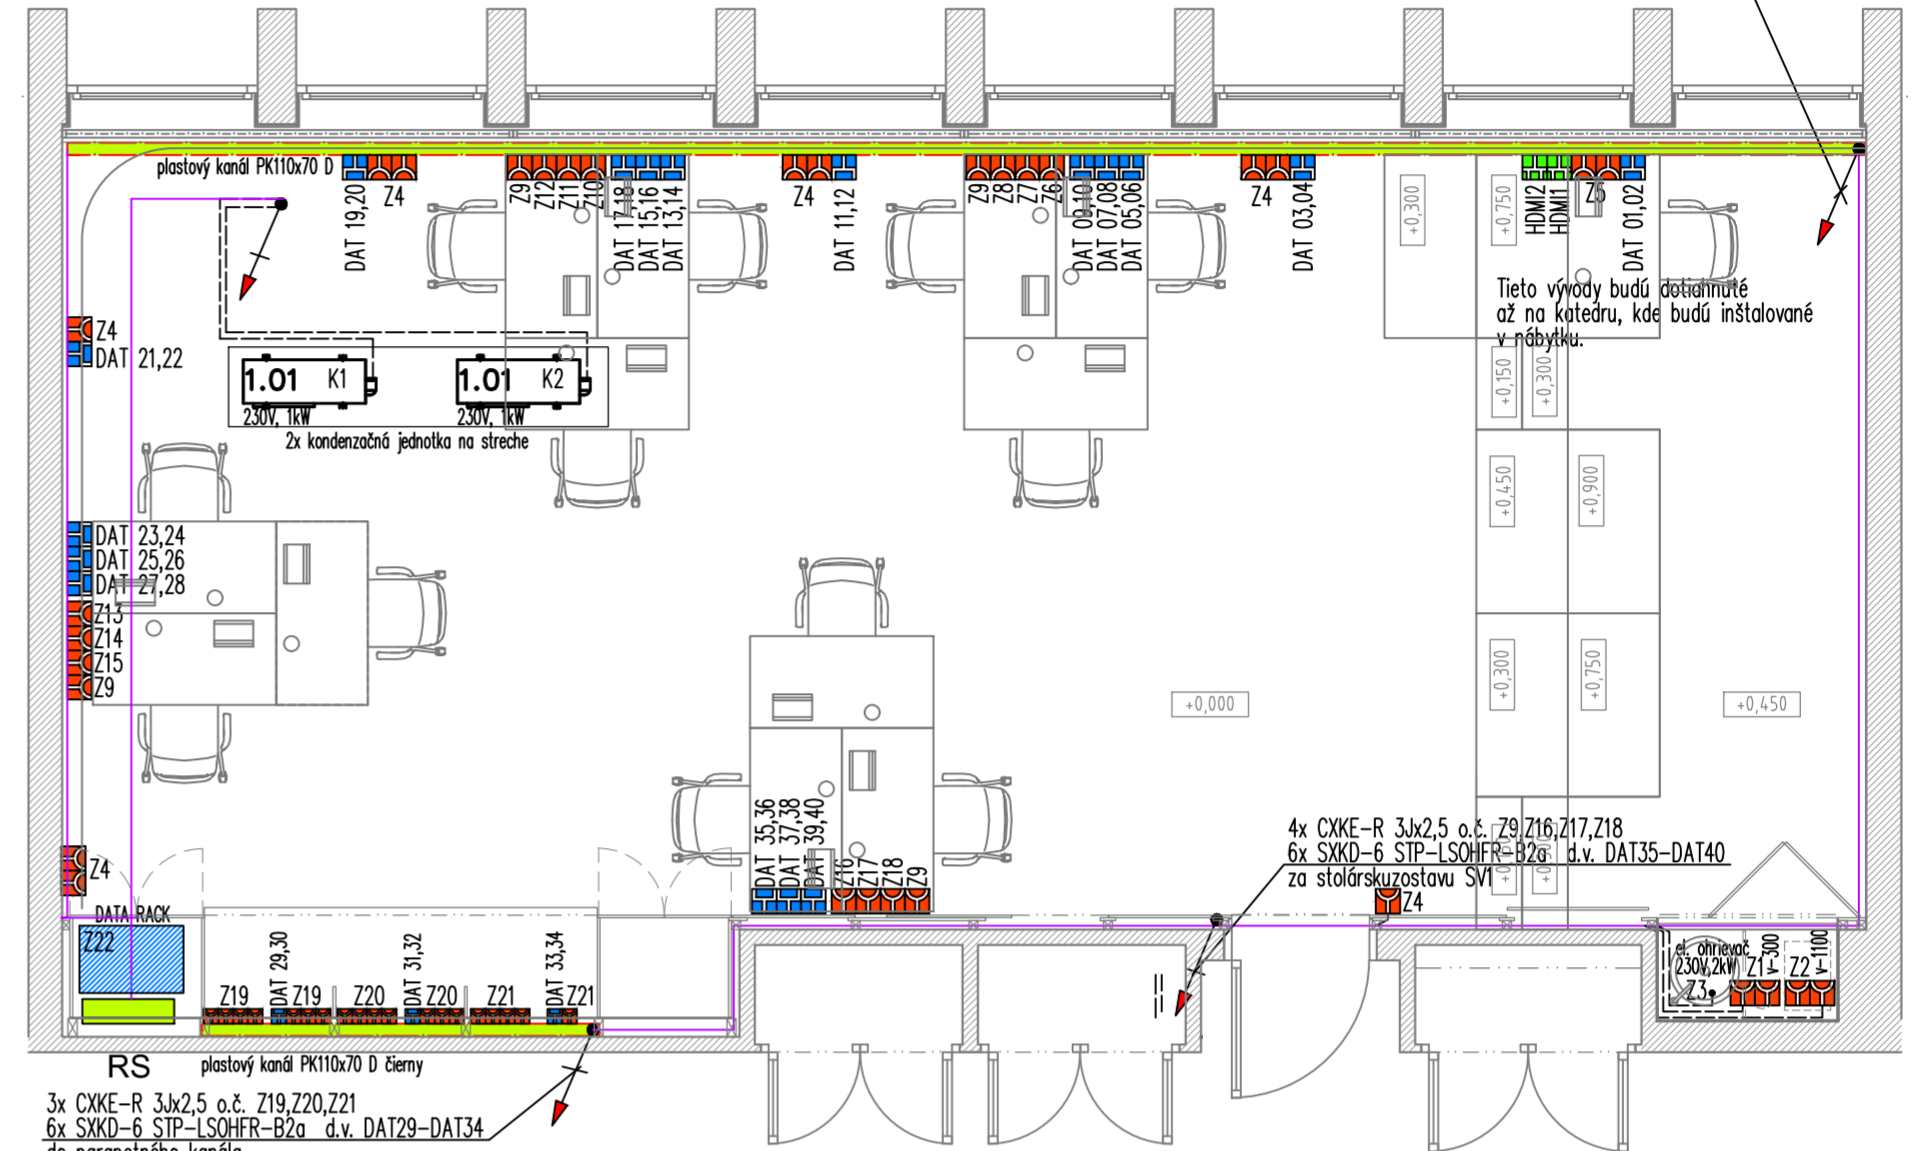 plastový kanál PK110x70 D
DAT 19,20
Z4
Z9
Z12
Z11
Z10
DAT 17,18
DAT 15,16
DAT 13,14
Z4
DAT 11,12
Z9
Z8
Z7
Z6
DAT 09,10
DAT 07,08
DAT 05,06
Z4
DAT 03,04
+0,300
+0,750
HDMI2
HDMI1
Z5
DAT 01,02
Tieto vývody budú dotiahnuté
až na katedru, kde budú inštalované
v nábytku.
Z4
DAT 21,22
1.01 K1
230V, 1kW
1.01 K2
230V, 1kW
2x kondenzačná jednotka na streche
+0,150
+0,300
+0,450
+0,900
DAT 23,24
DAT 25,26
DAT 27,28
Z13
Z14
Z15
Z9
+0,300
+0,750
+0,000
+0,450
DAT 35,36
DAT 37,38
DAT 39,40
Z16
Z17
Z18
Z9
4x CXKE-R 3Jx2,5 o.č. Z9,Z16,Z17,Z18
6x SXKD-6 STP-LSOHFR-B2a d.v. DAT35-DAT40
za stolársku zostavu SV1
Z4
Z4
DATA RACK
Z22
Z19
DAT 29,30
Z19
Z20
DAT 31,32
Z20
Z21
DAT 33,34
Z21
el. ohrievač
230V,2kW
Z3
Z1
v-300
Z2
v-1100
RS
plastový kanál PK110x70 D čierny
3x CXKE-R 3Jx2,5 o.č. Z19,Z20,Z21
6x SXKD-6 STP-LSOHFR-B2a d.v. DAT29-DAT34
do parapetného kanála